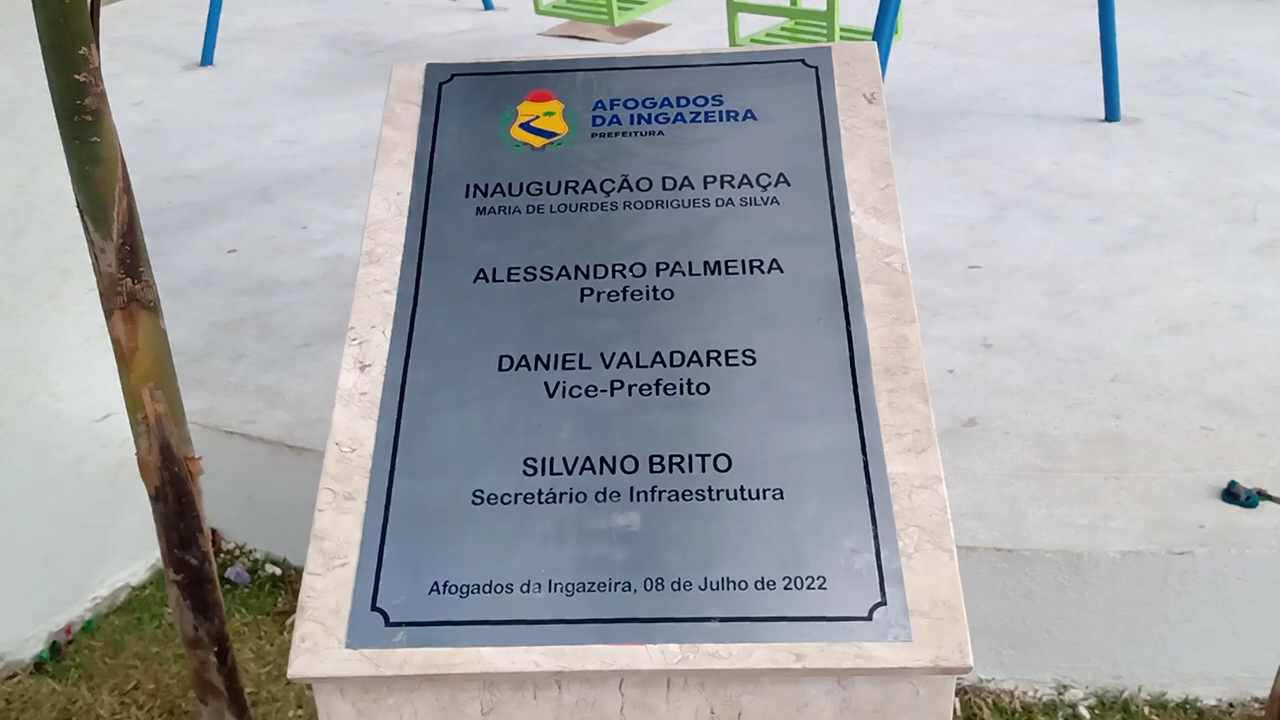 AFOGADOS
DA INGAZEIRA
PREFEITURA
INAUGURAÇÃO DA PRAÇA
MARIA DE LOURDES RODRIGUES DA SILVA
ALESSANDRO PALMEIRA
Prefeito
DANIEL VALADARES
Vice-Prefeito
SILVANO BRITO
Secretário de Infraestrutura
Afogados da Ingazeira, 08 de Julho de 2022